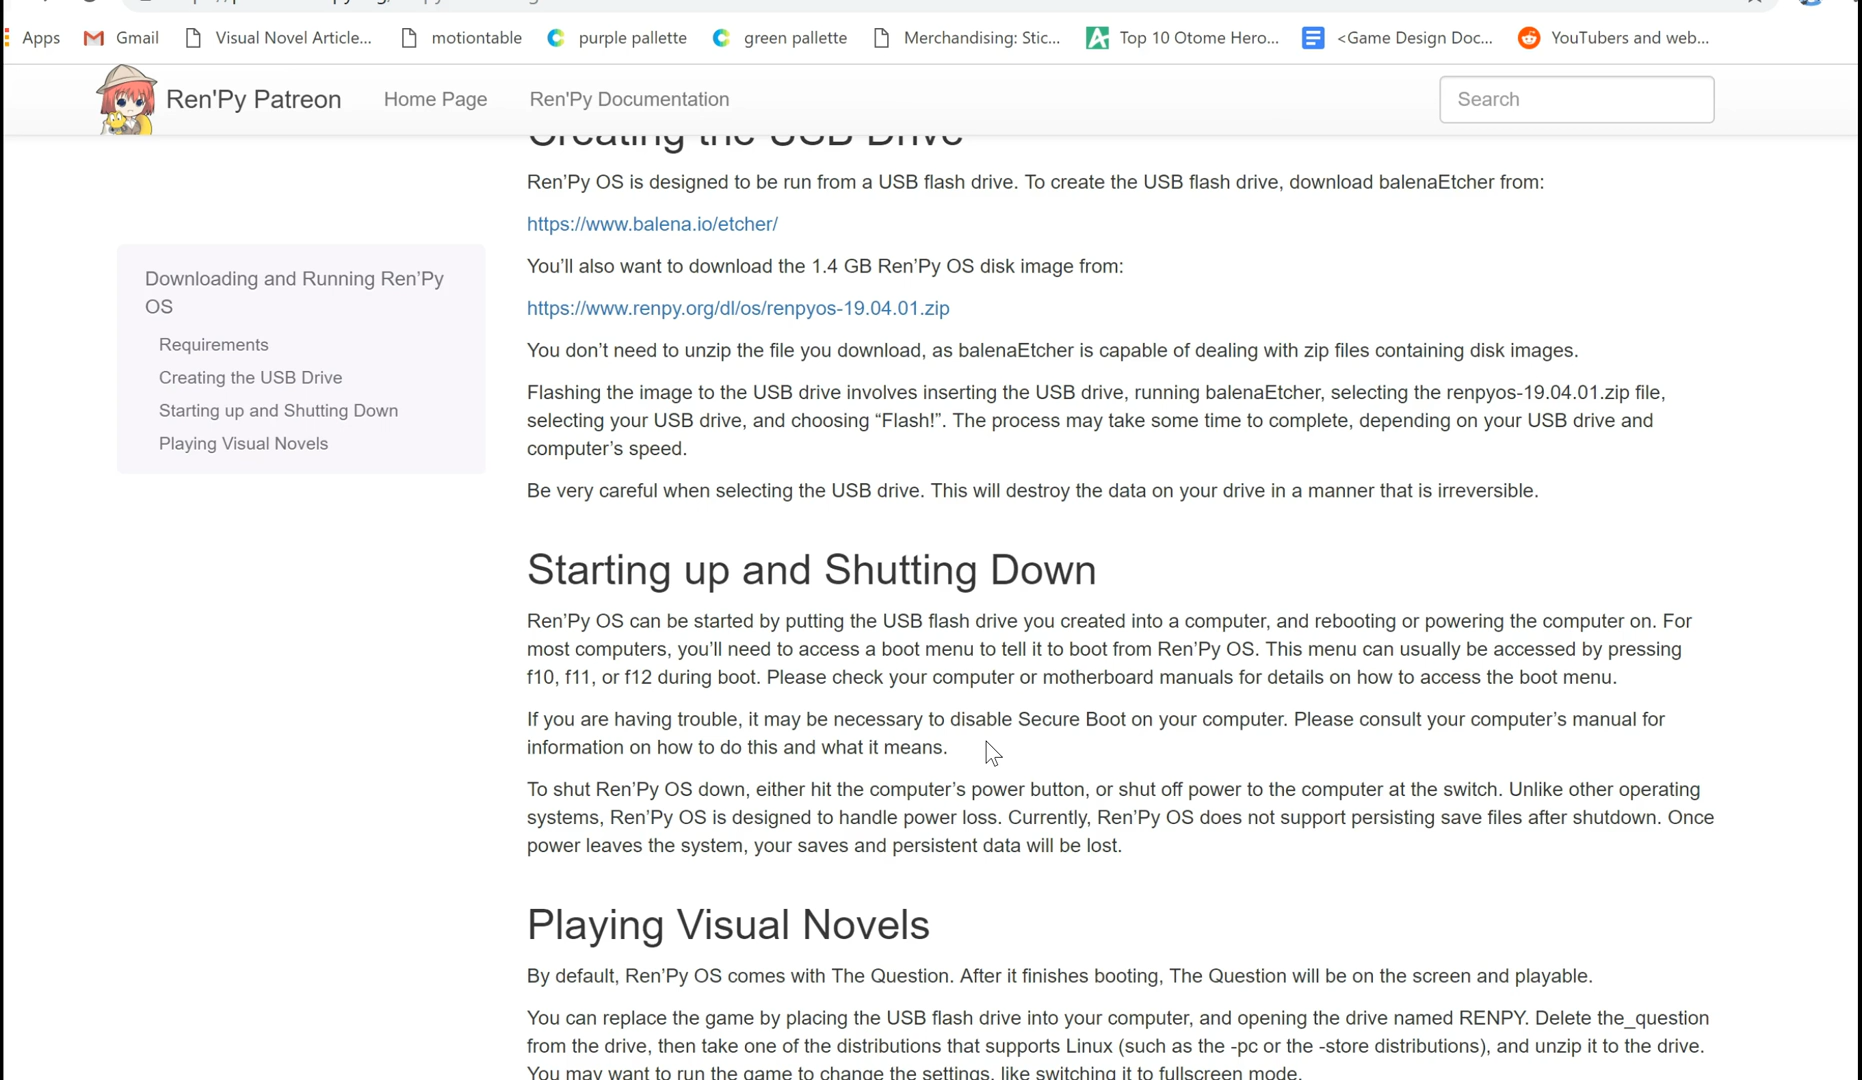 Apps Gmail Visual Novel Article... motiontable purple pallette green pallette Merchandising: Stic... Top 10 Otome Hero... <Game Design Doc... YouTubers and web...
Ren'Py Patreon Home Page Ren'Py Documentation Search
Creating the USB Drive
Ren’Py OS is designed to be run from a USB flash drive. To create the USB flash drive, download balenaEtcher from:
https://www.balena.io/etcher/
You’ll also want to download the 1.4 GB Ren’Py OS disk image from:
https://www.renpy.org/dl/os/renpyos-19.04.01.zip
You don’t need to unzip the file you download, as balenaEtcher is capable of dealing with zip files containing disk images.
Flashing the image to the USB drive involves inserting the USB drive, running balenaEtcher, selecting the renpyos-19.04.01.zip file,
selecting your USB drive, and choosing “Flash!”. The process may take some time to complete, depending on your USB drive and
computer’s speed.
Be very careful when selecting the USB drive. This will destroy the data on your drive in a manner that is irreversible.
Downloading and Running Ren’Py
OS
Requirements
Creating the USB Drive
Starting up and Shutting Down
Playing Visual Novels
Starting up and Shutting Down
Ren’Py OS can be started by putting the USB flash drive you created into a computer, and rebooting or powering the computer on. For
most computers, you’ll need to access a boot menu to tell it to boot from Ren’Py OS. This menu can usually be accessed by pressing
f10, f11, or f12 during boot. Please check your computer or motherboard manuals for details on how to access the boot menu.
If you are having trouble, it may be necessary to disable Secure Boot on your computer. Please consult your computer’s manual for
information on how to do this and what it means.
To shut Ren’Py OS down, either hit the computer’s power button, or shut off power to the computer at the switch. Unlike other operating
systems, Ren’Py OS is designed to handle power loss. Currently, Ren’Py OS does not support persisting save files after shutdown. Once
power leaves the system, your saves and persistent data will be lost.
Playing Visual Novels
By default, Ren’Py OS comes with The Question. After it finishes booting, The Question will be on the screen and playable.
You can replace the game by placing the USB flash drive into your computer, and opening the drive named RENPY. Delete the_question
from the drive, then take one of the distributions that supports Linux (such as the -pc or the -store distributions), and unzip it to the drive.
You may want to run the game to change the settings, like switching it to fullscreen mode.